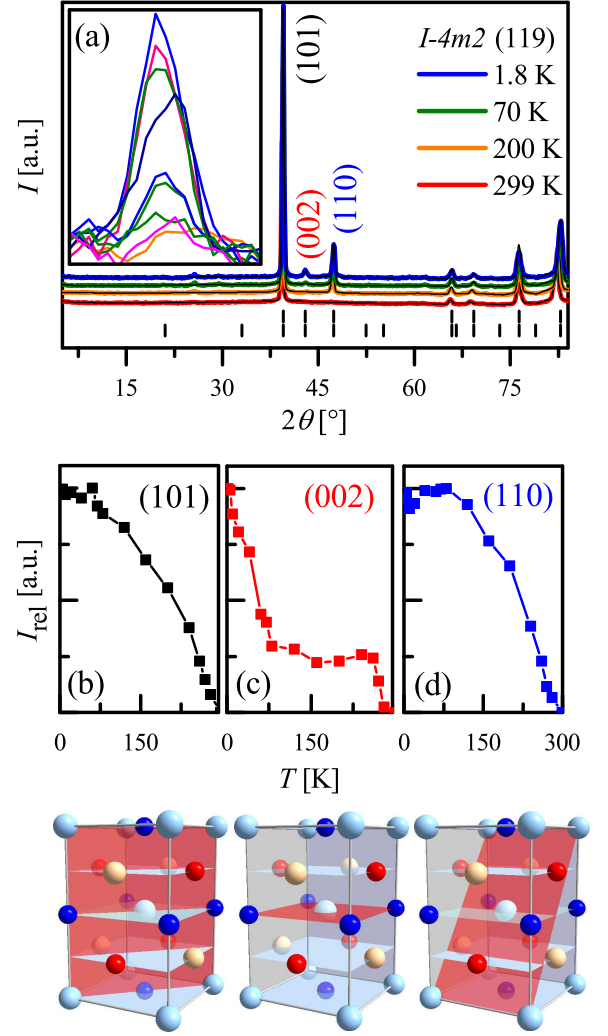 (a)
(101)
(002)
(110)
I-4m2 (119)
1.8 K
70 K
200 K
299 K
I [a.u.]
15 30 45 60 75
2θ [°]
(101)
(002)
(110)
I_rel [a.u.]
(b)
(c)
(d)
0 150 0 150 0 150 300
T [K]